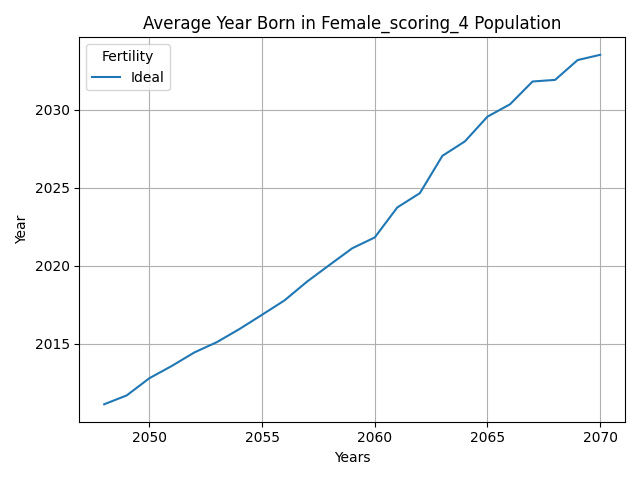 Average Year Born in Female_scoring_4 Population
Fertility
Ideal
Year
2030
2025
2020
2015
2050 2055 2060 2065 2070
Years